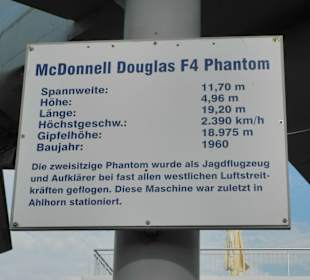 McDonnell Douglas F4 Phantom
Spannweite: 11,70 m
Höhe: 4,96 m
Länge: 19,20 m
Höchstgeschw.: 2.390 km/h
Gipfelhöhe: 18.975 m
Baujahr: 1960
Die zweisitzige Phantom wurde als Jagdflugzeug
und Aufklärer bei fast allen westlichen Luftstreit-
kräften geflogen. Diese Maschine war zuletzt in
Ahlhorn stationiert.